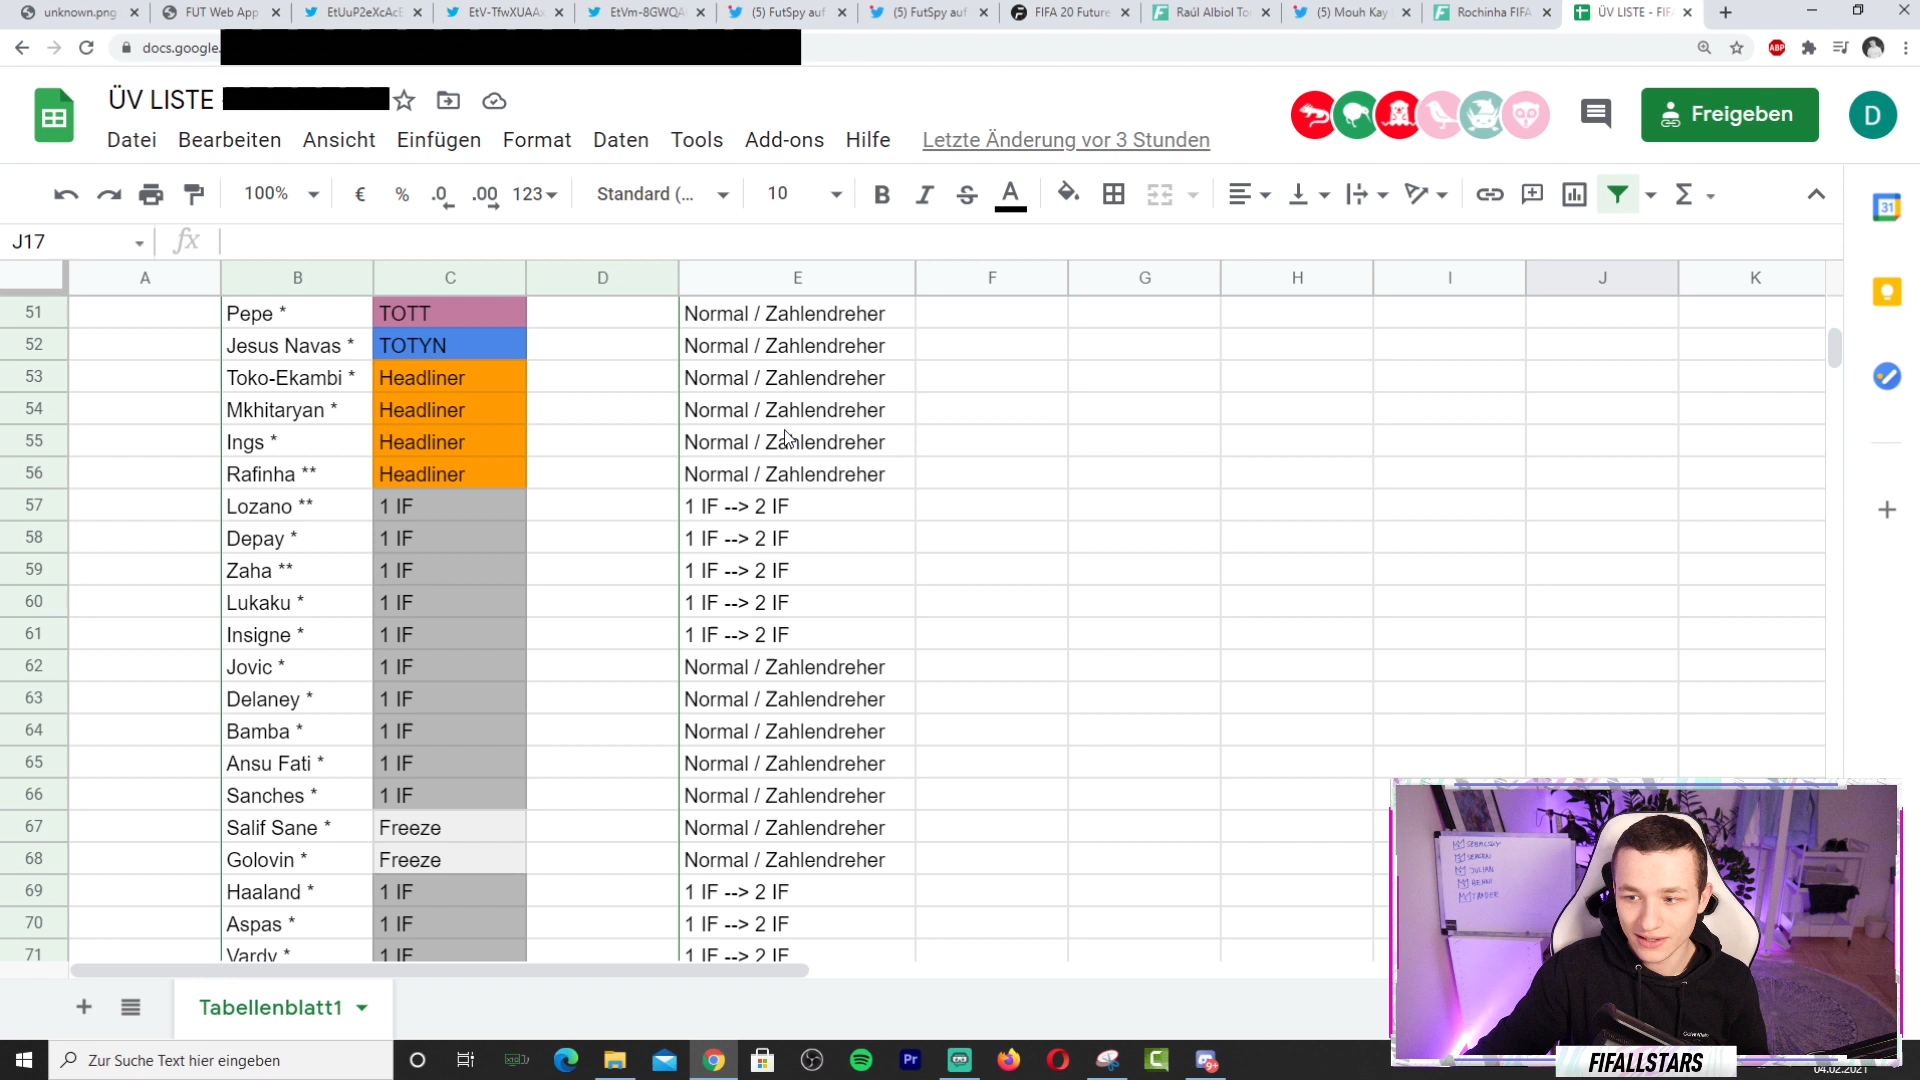 unknown.png
FUT Web App
EtUuP2eXcAcE
EtV-TfwXUAAx
EtVm-8GWQA
(5) FutSpy auf
(5) FutSpy auf
FIFA 20 Future
Raúl Albiol To
(5) Mouh Kay
Rochinha FIFA
ÜV LISTE - FIF
docs.google.
ABP
ÜV LISTE
Freigeben
D
Datei Bearbeiten Ansicht Einfügen Format Daten Tools Add-ons Hilfe Letzte Änderung vor 3 Stunden
100% € % .0 .00 123 Standard (... 10 B I S A Σ
31
J17 fx
A B C D E F G H I J K
51 Pepe * TOTT Normal / Zahlendreher
52 Jesus Navas * TOTYN Normal / Zahlendreher
53 Toko-Ekambi * Headliner Normal / Zahlendreher
54 Mkhitaryan * Headliner Normal / Zahlendreher
55 Ings * Headliner Normal / Zahlendreher
56 Rafinha ** Headliner Normal / Zahlendreher
57 Lozano ** 1 IF 1 IF --> 2 IF
58 Depay * 1 IF 1 IF --> 2 IF
59 Zaha ** 1 IF 1 IF --> 2 IF
60 Lukaku * 1 IF 1 IF --> 2 IF
61 Insigne * 1 IF 1 IF --> 2 IF
62 Jovic * 1 IF Normal / Zahlendreher
63 Delaney * 1 IF Normal / Zahlendreher
64 Bamba * 1 IF Normal / Zahlendreher
65 Ansu Fati * 1 IF Normal / Zahlendreher
66 Sanches * 1 IF Normal / Zahlendreher
67 Salif Sane * Freeze Normal / Zahlendreher
68 Golovin * Freeze Normal / Zahlendreher
69 Haaland * 1 IF 1 IF --> 2 IF
70 Aspas * 1 IF 1 IF --> 2 IF
71 Vardy * 1 IF 1 IF --> 2 IF
JULIAN
Tabellenblatt1
Zur Suche Text hier eingeben
Pr
9+
FIFALLSTARS
04.02.2021